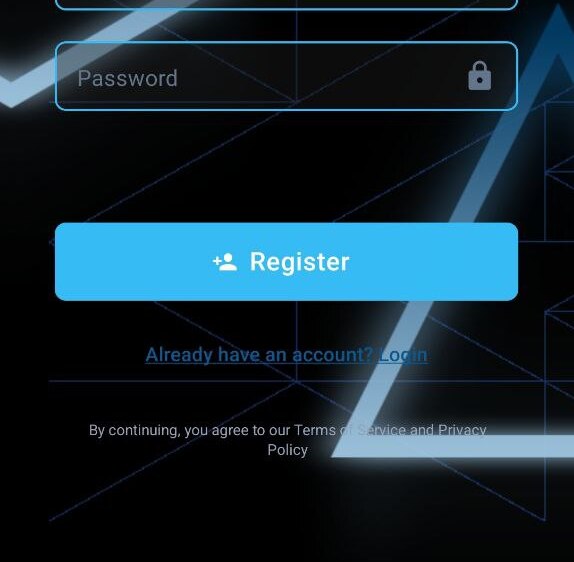 Password
Register
Already have an account? Login
By continuing, you agree to our Terms of Service and Privacy
Policy